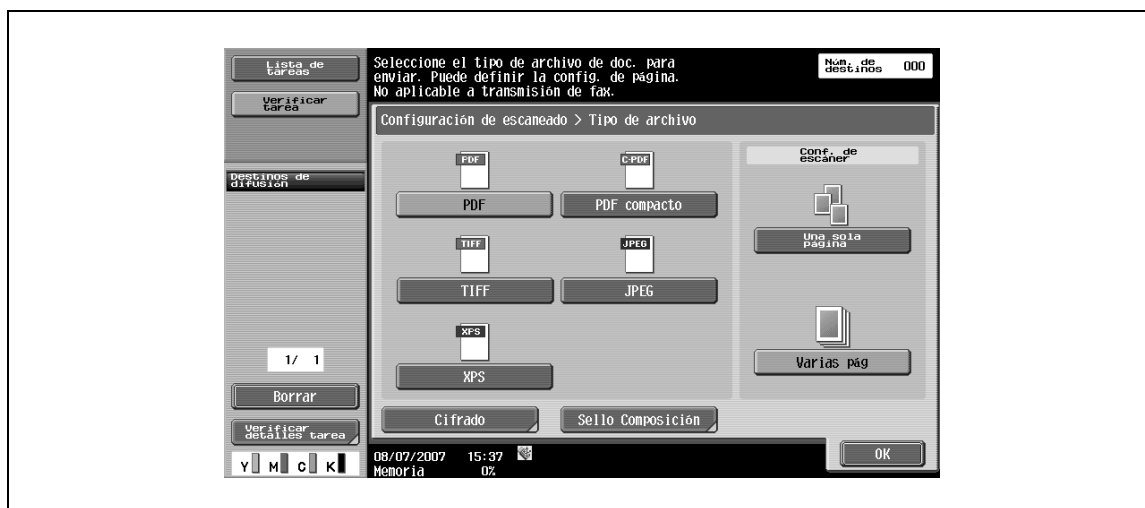 Lista de
tareas
Verificar
tarea
Destinos de
difusión
1/ 1
Borrar
Verificar
detalles tarea
Y M C K
Seleccione el tipo de archivo de doc. para
enviar. Puede definir la config. de página.
No aplicable a transmisión de fax.
Núm. de
destinos 000
Configuración de escaneado > Tipo de archivo
PDF
PDF
C-PDF
PDF compacto
TIFF
TIFF
JPEG
JPEG
XPS
XPS
Conf. de
escáner
Una sola
página
Varias pág
Cifrado
Sello Composición
08/07/2007 15:37
Memoria 0%
OK